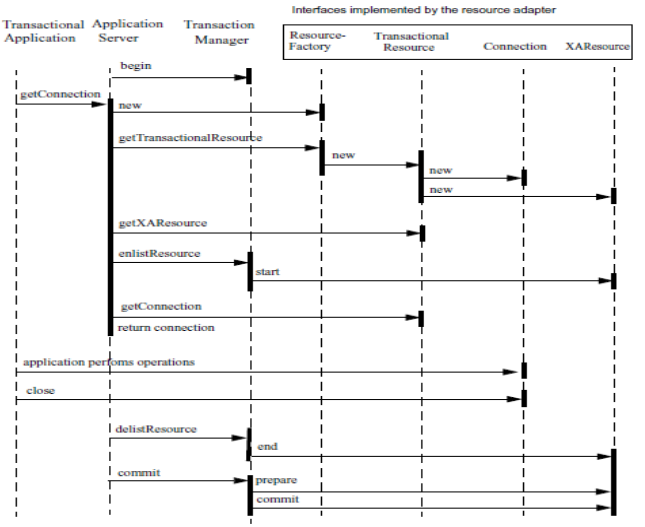 Interfaces implemented by the resource adapter
Transactional Application Transaction
Application Server Manager
Resource- Transactional
Factory Resource Connection XAResource
begin
getConnection
new
getTransactionalResource
new
new
new
getXAResource
enlistResource
start
getConnection
return connection
application perfoms operations
close
delistResource
end
commit
prepare
commit